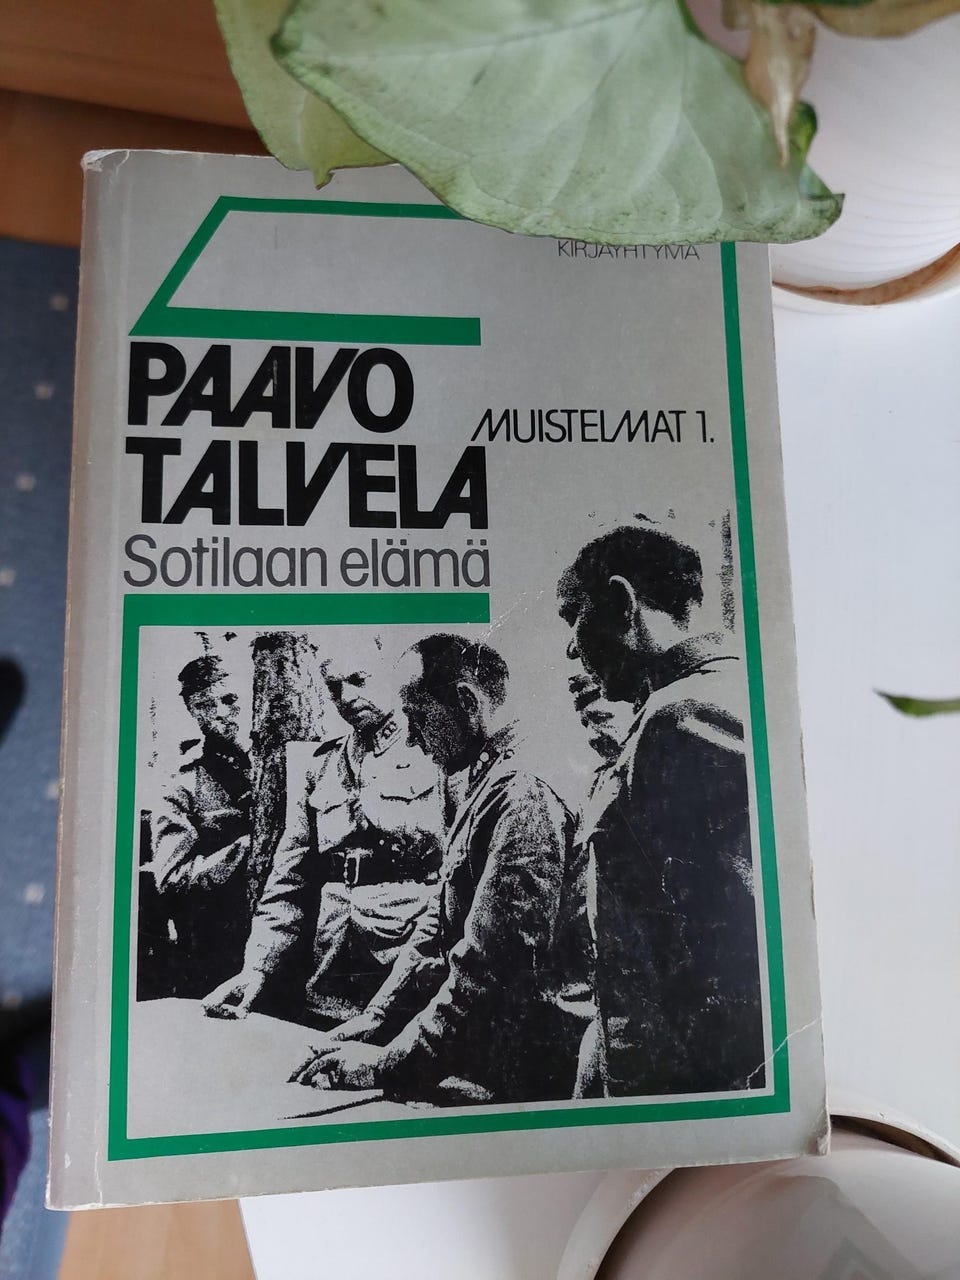 KIRJAYHTYMÄ
PAAVO
TALVELA
MUISTELMAT 1.
Sotilaan elämä